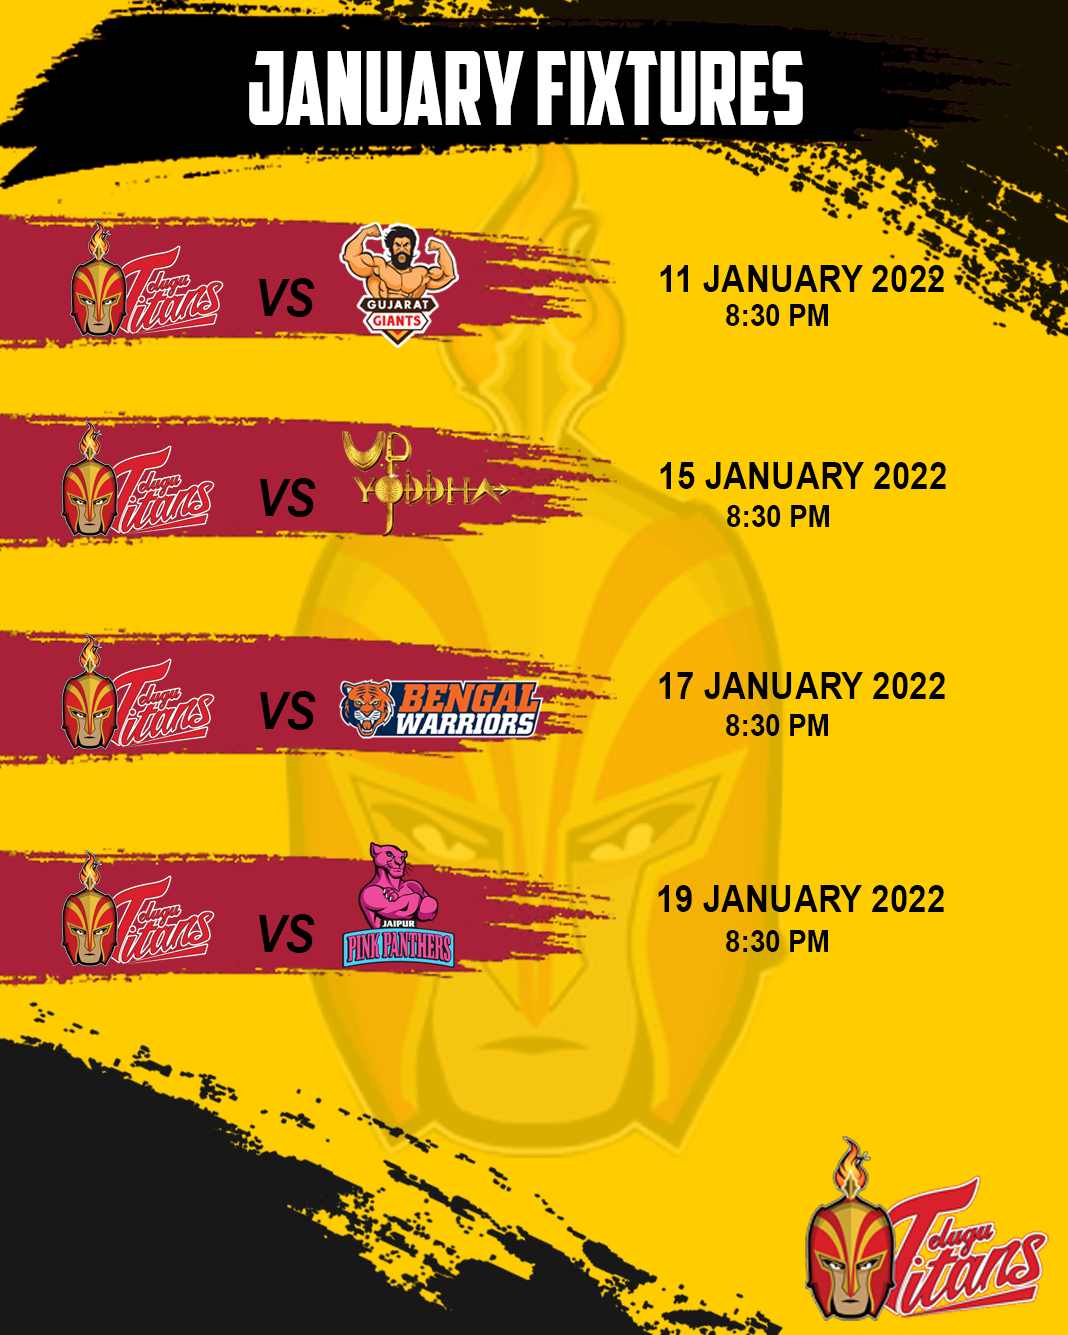 JANUARY FIXTURES
Telugu
Titans
VS
GUJARAT
GIANTS
11 JANUARY 2022
8:30 PM
Telugu
Titans
VS
UP
YODDHA
15 JANUARY 2022
8:30 PM
Telugu
Titans
VS
BENGAL
WARRIORS
17 JANUARY 2022
8:30 PM
Telugu
Titans
VS
JAIPUR
PINK PANTHERS
19 JANUARY 2022
8:30 PM
Telugu
Titans